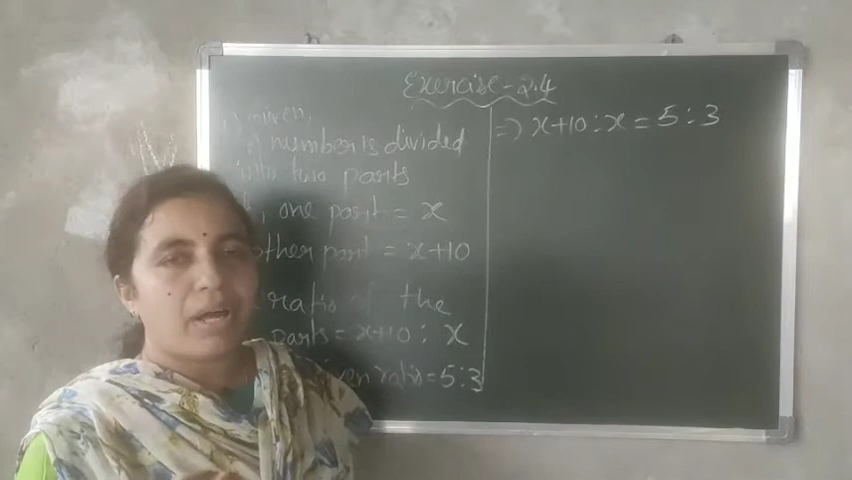 Exercise - 2.4
number is divided
into two parts
one part = x
other part = x+10
ratio of the
parts = x+10 : x
given ratio = 5:3
=> x+10 : x = 5 : 3